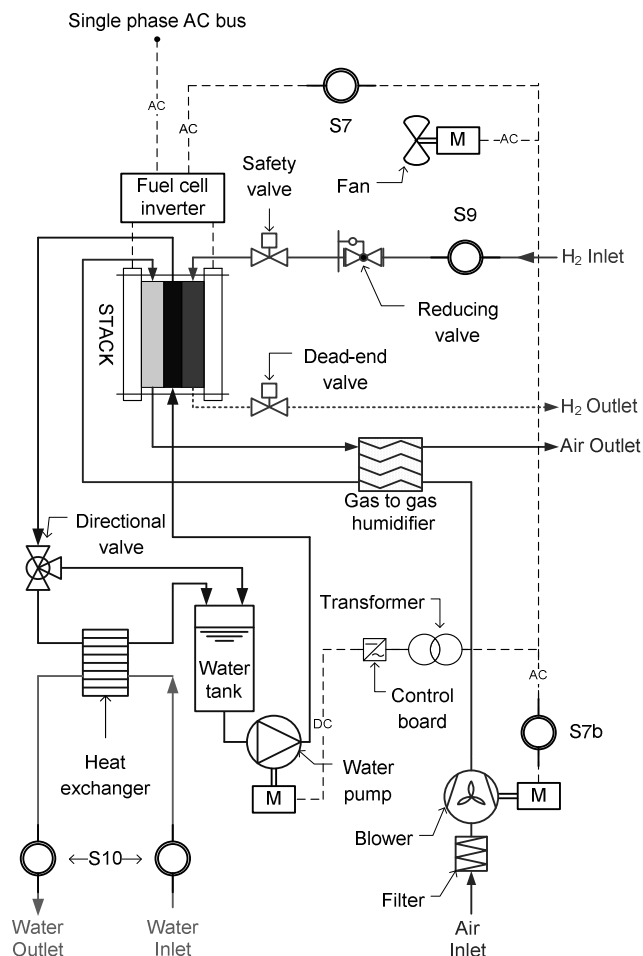 Single phase AC bus
AC
AC
S7
M
AC
Fan
Fuel cell
inverter
Safety
valve
S9
H₂ Inlet
Reducing
valve
STACK
Dead-end
valve
H₂ Outlet
Air Outlet
Gas to gas
humidifier
Directional
valve
Transformer
Water
tank
Control
board
AC
S7b
DC
Heat
exchanger
Water
pump
M
M
Blower
S10
Filter
Water
Outlet
Water
Inlet
Air
Inlet